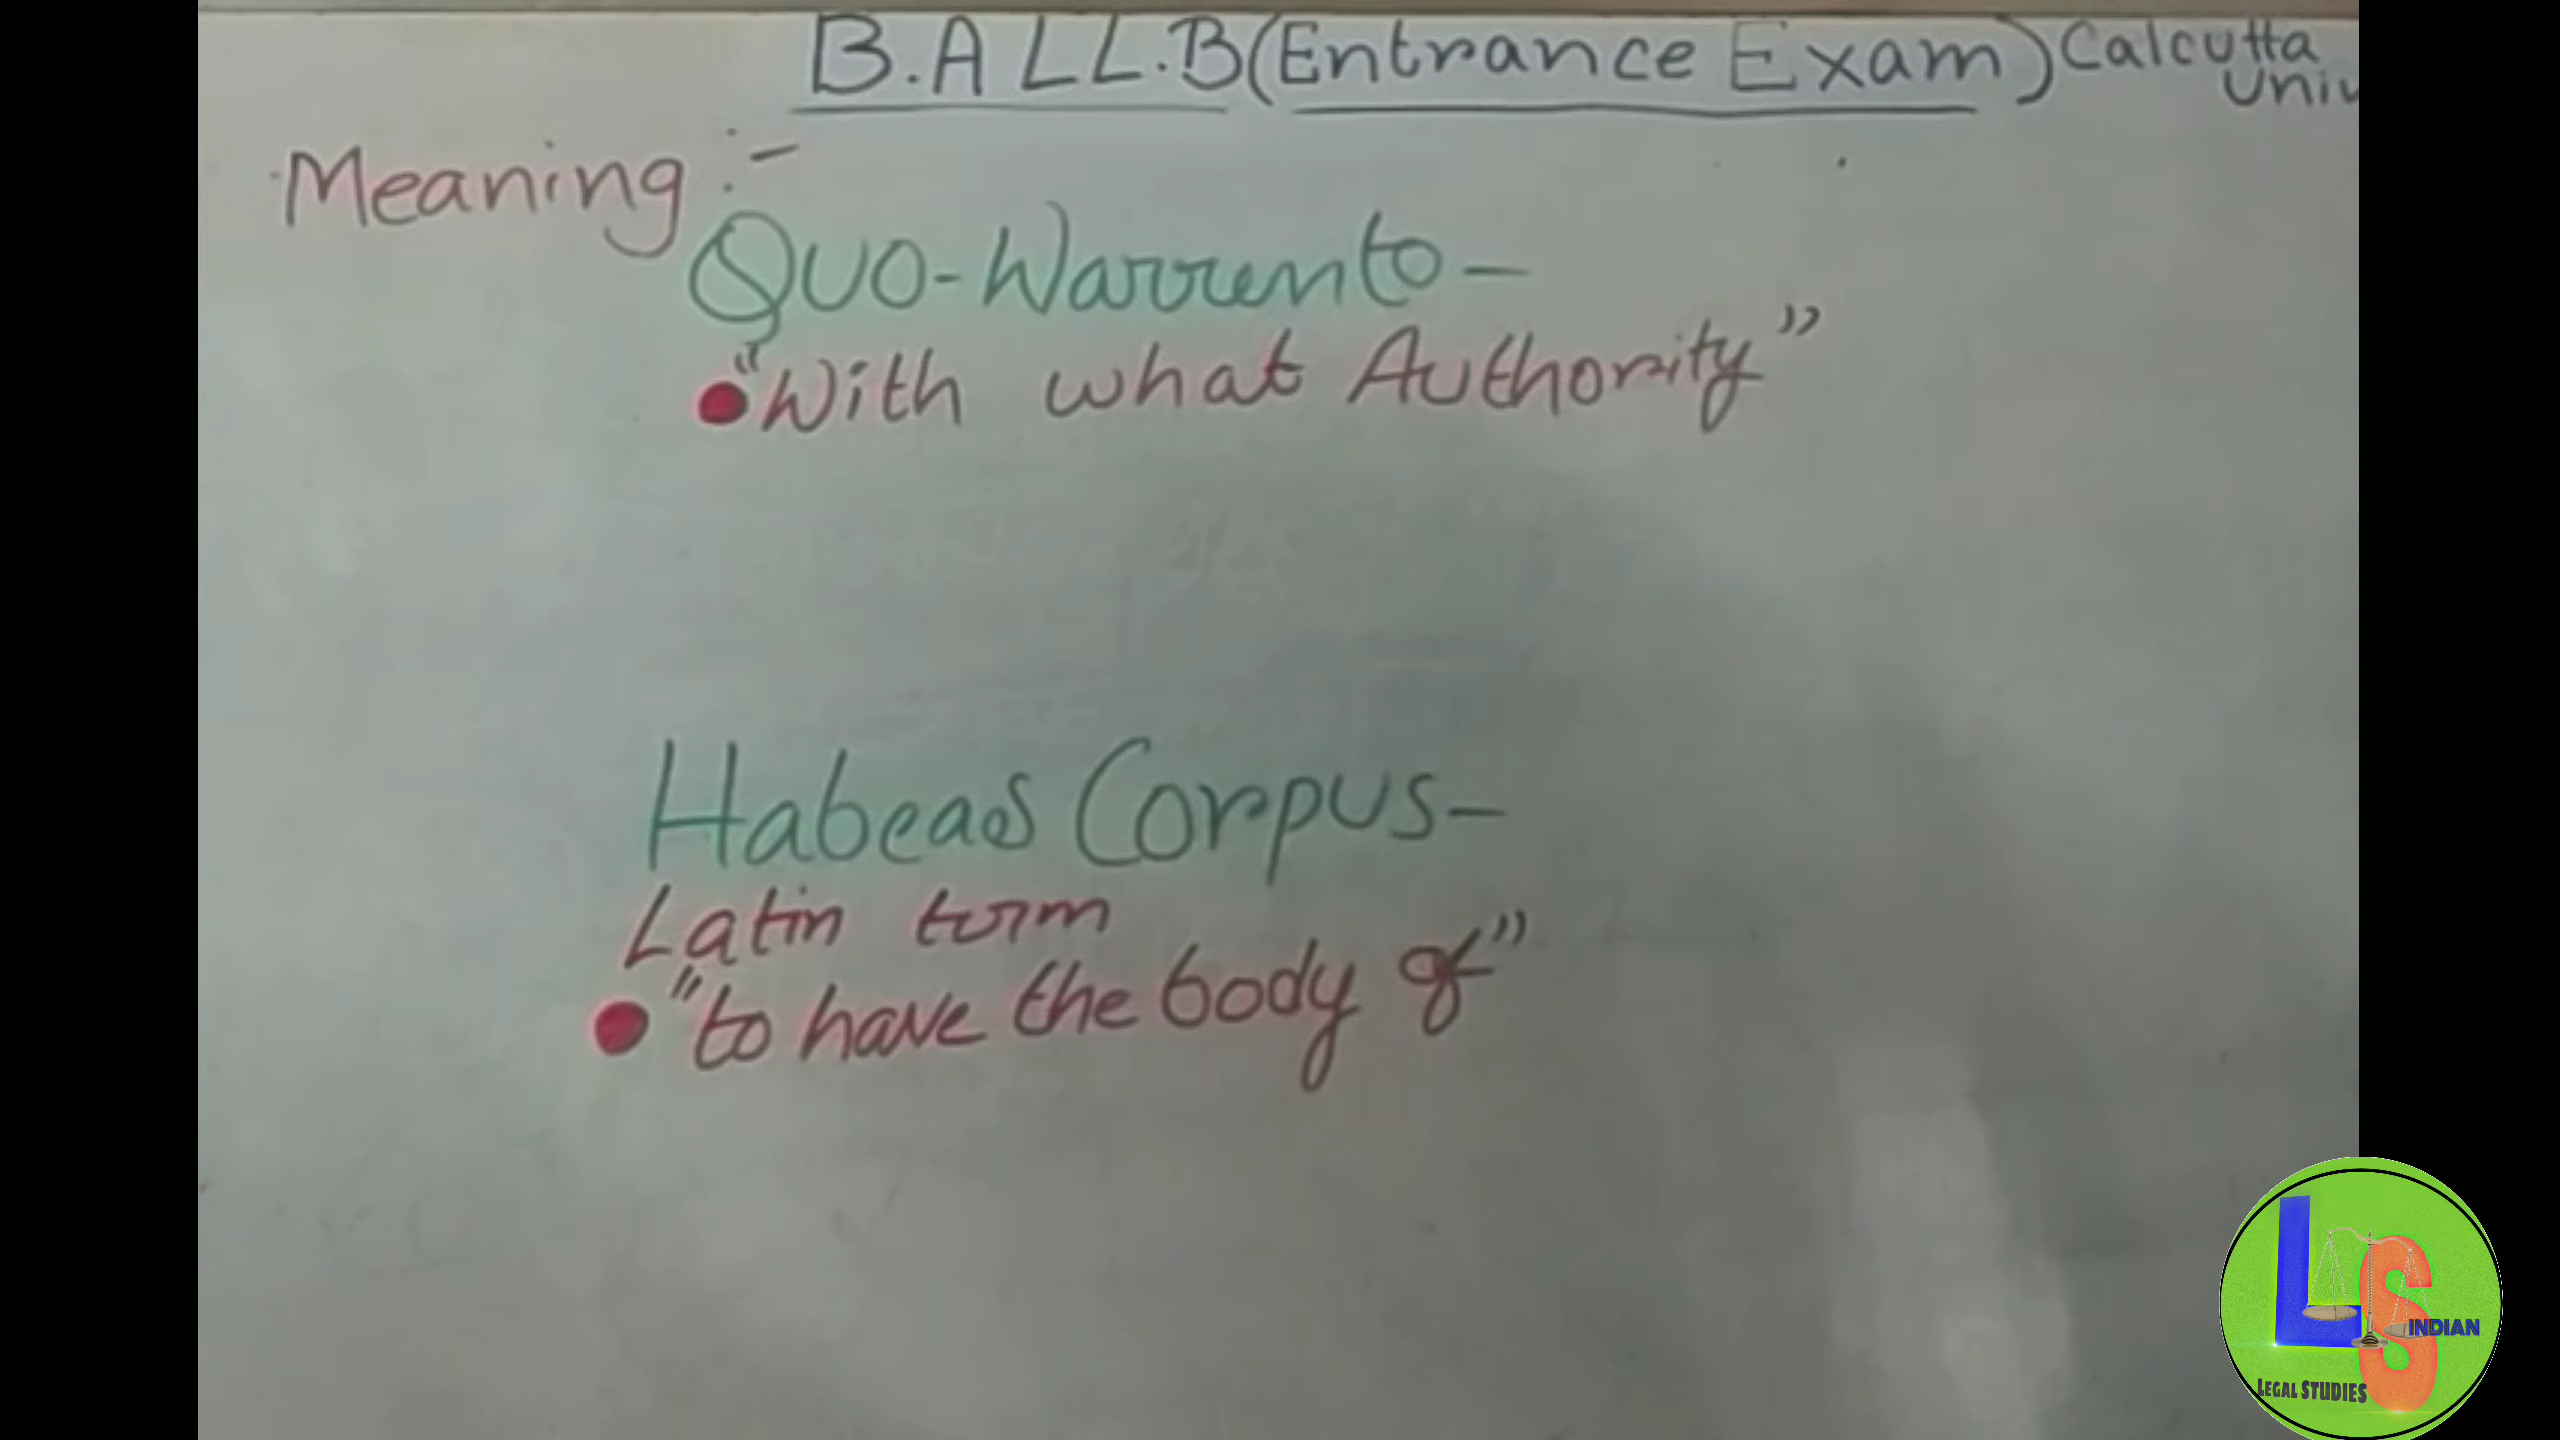 B.A LL.B (Entrance Exam) Calcutta
Univ
Meaning :-
Quo-Warrento-
"With what Authority"
Habeas Corpus-
Latin term
"to have the body of"
LS
INDIAN
LEGAL STUDIES